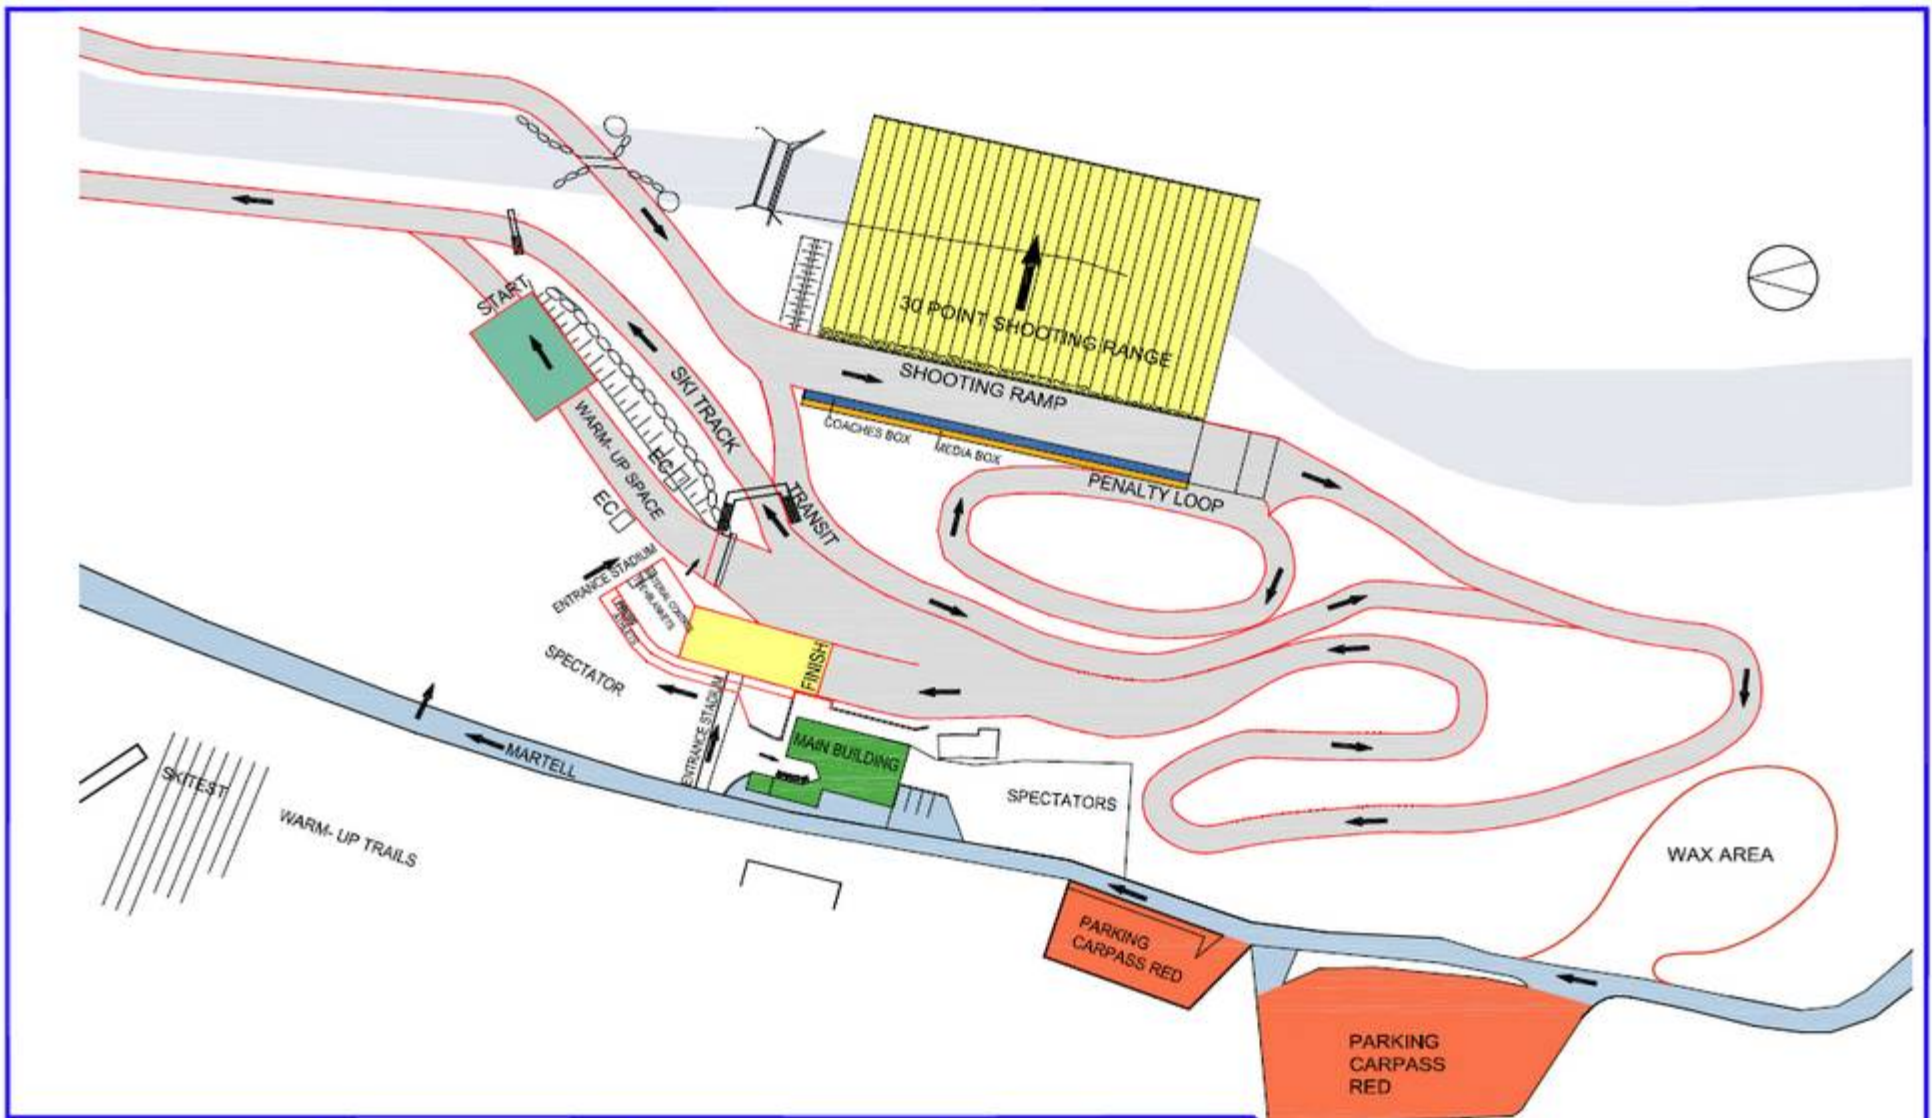 30 POINT SHOOTING RANGE
SHOOTING RAMP
COACHES BOX
MEDIA BOX
PENALTY LOOP
START
SKI TRACK
WARM- UP SPACE
EC
EC
TRANSIT
ENTRANCE STADIUM
FINISH
SPECTATOR
ENTRANCE STADIUM
MAIN BUILDING
MARTELL
SPECTATORS
SKITEST
WARM- UP TRAILS
WAX AREA
PARKING
CARPASS RED
PARKING
CARPASS
RED